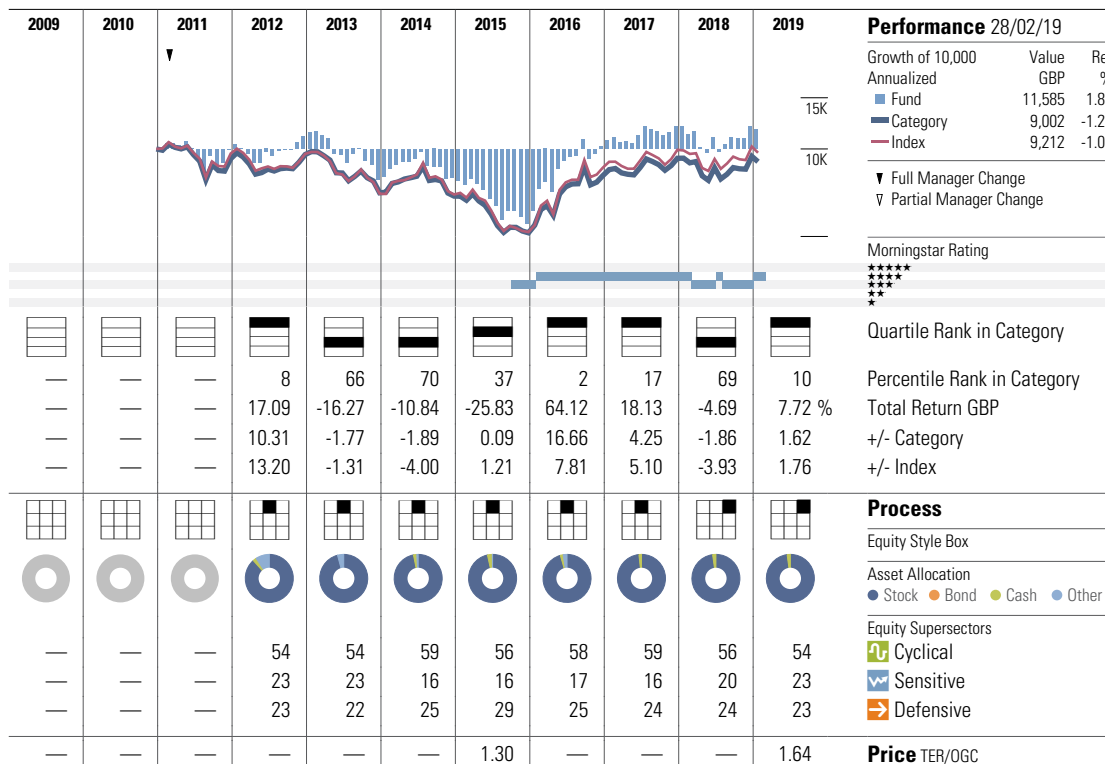 2009 2010 2011 2012 2013 2014 2015 2016 2017 2018 2019 Performance 28/02/19
Growth of 10,000 Value Re
Annualized GBP %
Fund 11,585 1.8
Category 9,002 -1.2
Index 9,212 -1.0
15K
10K
▼ Full Manager Change
▽ Partial Manager Change
Morningstar Rating
★★★★★
★★★★
★★★
★★
★
Quartile Rank in Category
— — — 8 66 70 37 2 17 69 10 Percentile Rank in Category
— — — 17.09 -16.27 -10.84 -25.83 64.12 18.13 -4.69 7.72 % Total Return GBP
— — — 10.31 -1.77 -1.89 0.09 16.66 4.25 -1.86 1.62 +/- Category
— — — 13.20 -1.31 -4.00 1.21 7.81 5.10 -3.93 1.76 +/- Index
Process
Equity Style Box
Asset Allocation
Stock Bond Cash Other
Equity Supersectors
— — — 54 54 59 56 58 59 56 54 Cyclical
— — — 23 23 16 16 17 16 20 23 Sensitive
— — — 23 22 25 29 25 24 24 23 Defensive
— — — — — — 1.30 — — — 1.64 Price TER/OGC